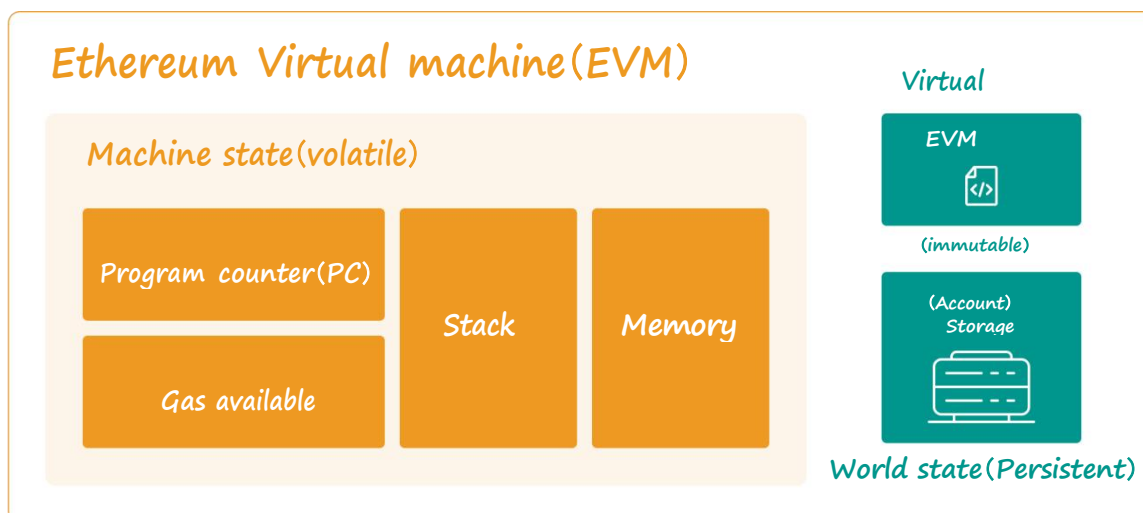 Ethereum Virtual machine(EVM)
Machine state(volatile)
Program counter(PC)
Gas available
Stack
Memory
Virtual
EVM
</>
(immutable)
(Account)
Storage
World state(Persistent)